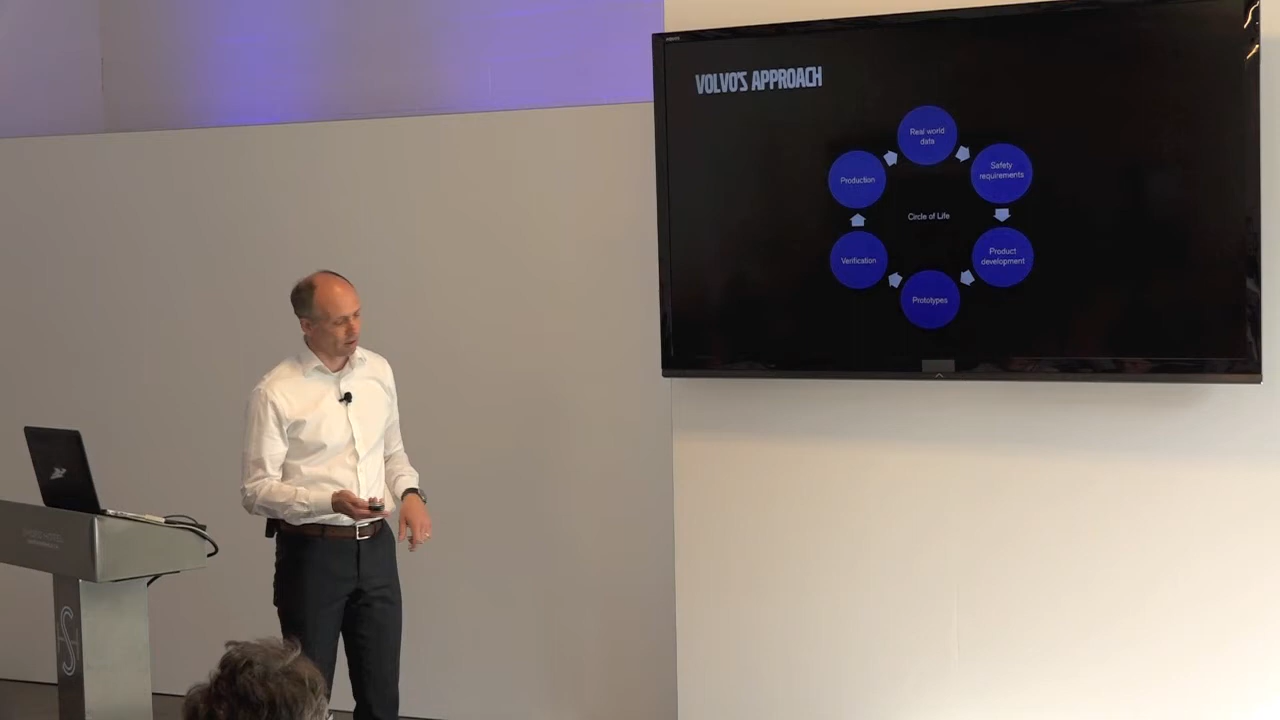 VOLVO'S APPROACH
Real world
data
Safety
requirements
Product
development
Prototypes
Verification
Production
Circle of Life